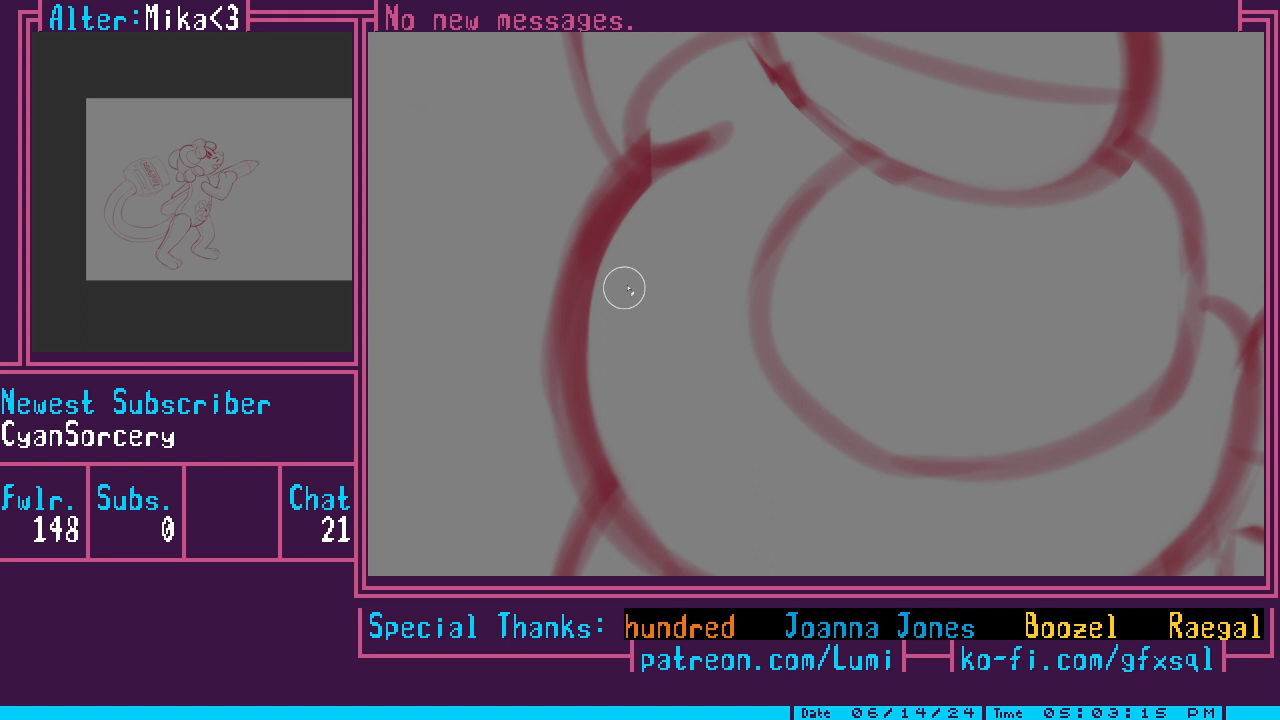 Alter:Mika<3
No new messages.
Newest Subscriber
CyanSorcery
Fwlr. Subs. Chat
148 0 21
Special Thanks: hundred Joanna Jones Boozel Raegal
patreon.com/Lumi ko-fi.com/gfxsql
Date 06/14/24 Time 05:03:15 PM